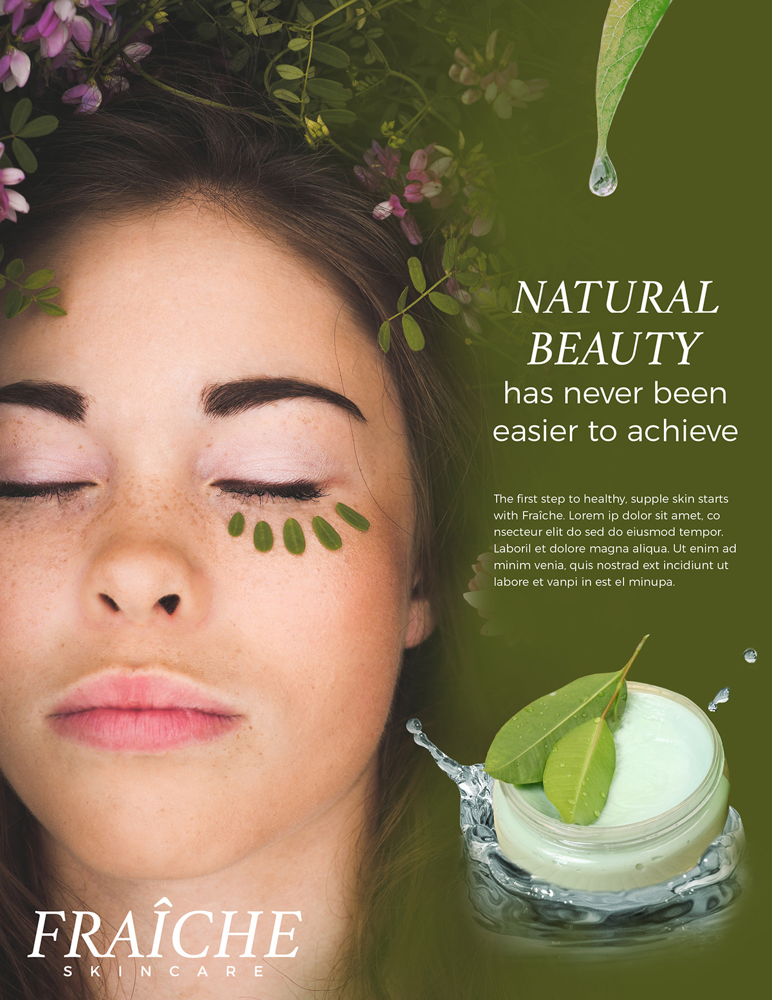 NATURAL
BEAUTY
has never been
easier to achieve
The first step to healthy, supple skin starts
with Fraîche. Lorem ip dolor sit amet, co
nsecteur elit do sed do eiusmod tempor.
Laboril et dolore magna aliqua. Ut enim ad
minim venia, quis nostrad ext incidiunt ut
labore et vanpi in est el minupa.
FRAÎCHE
SKINCARE